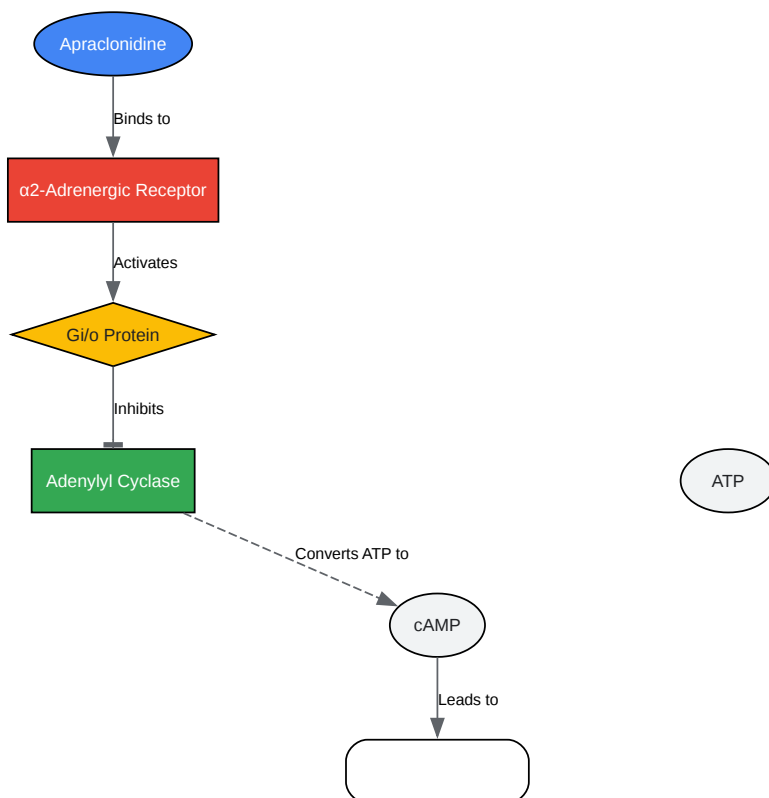 Apraclonidine
Binds to
α2-Adrenergic Receptor
Activates
Gi/o Protein
Inhibits
Adenylyl Cyclase
ATP
Converts ATP to
cAMP
Leads to